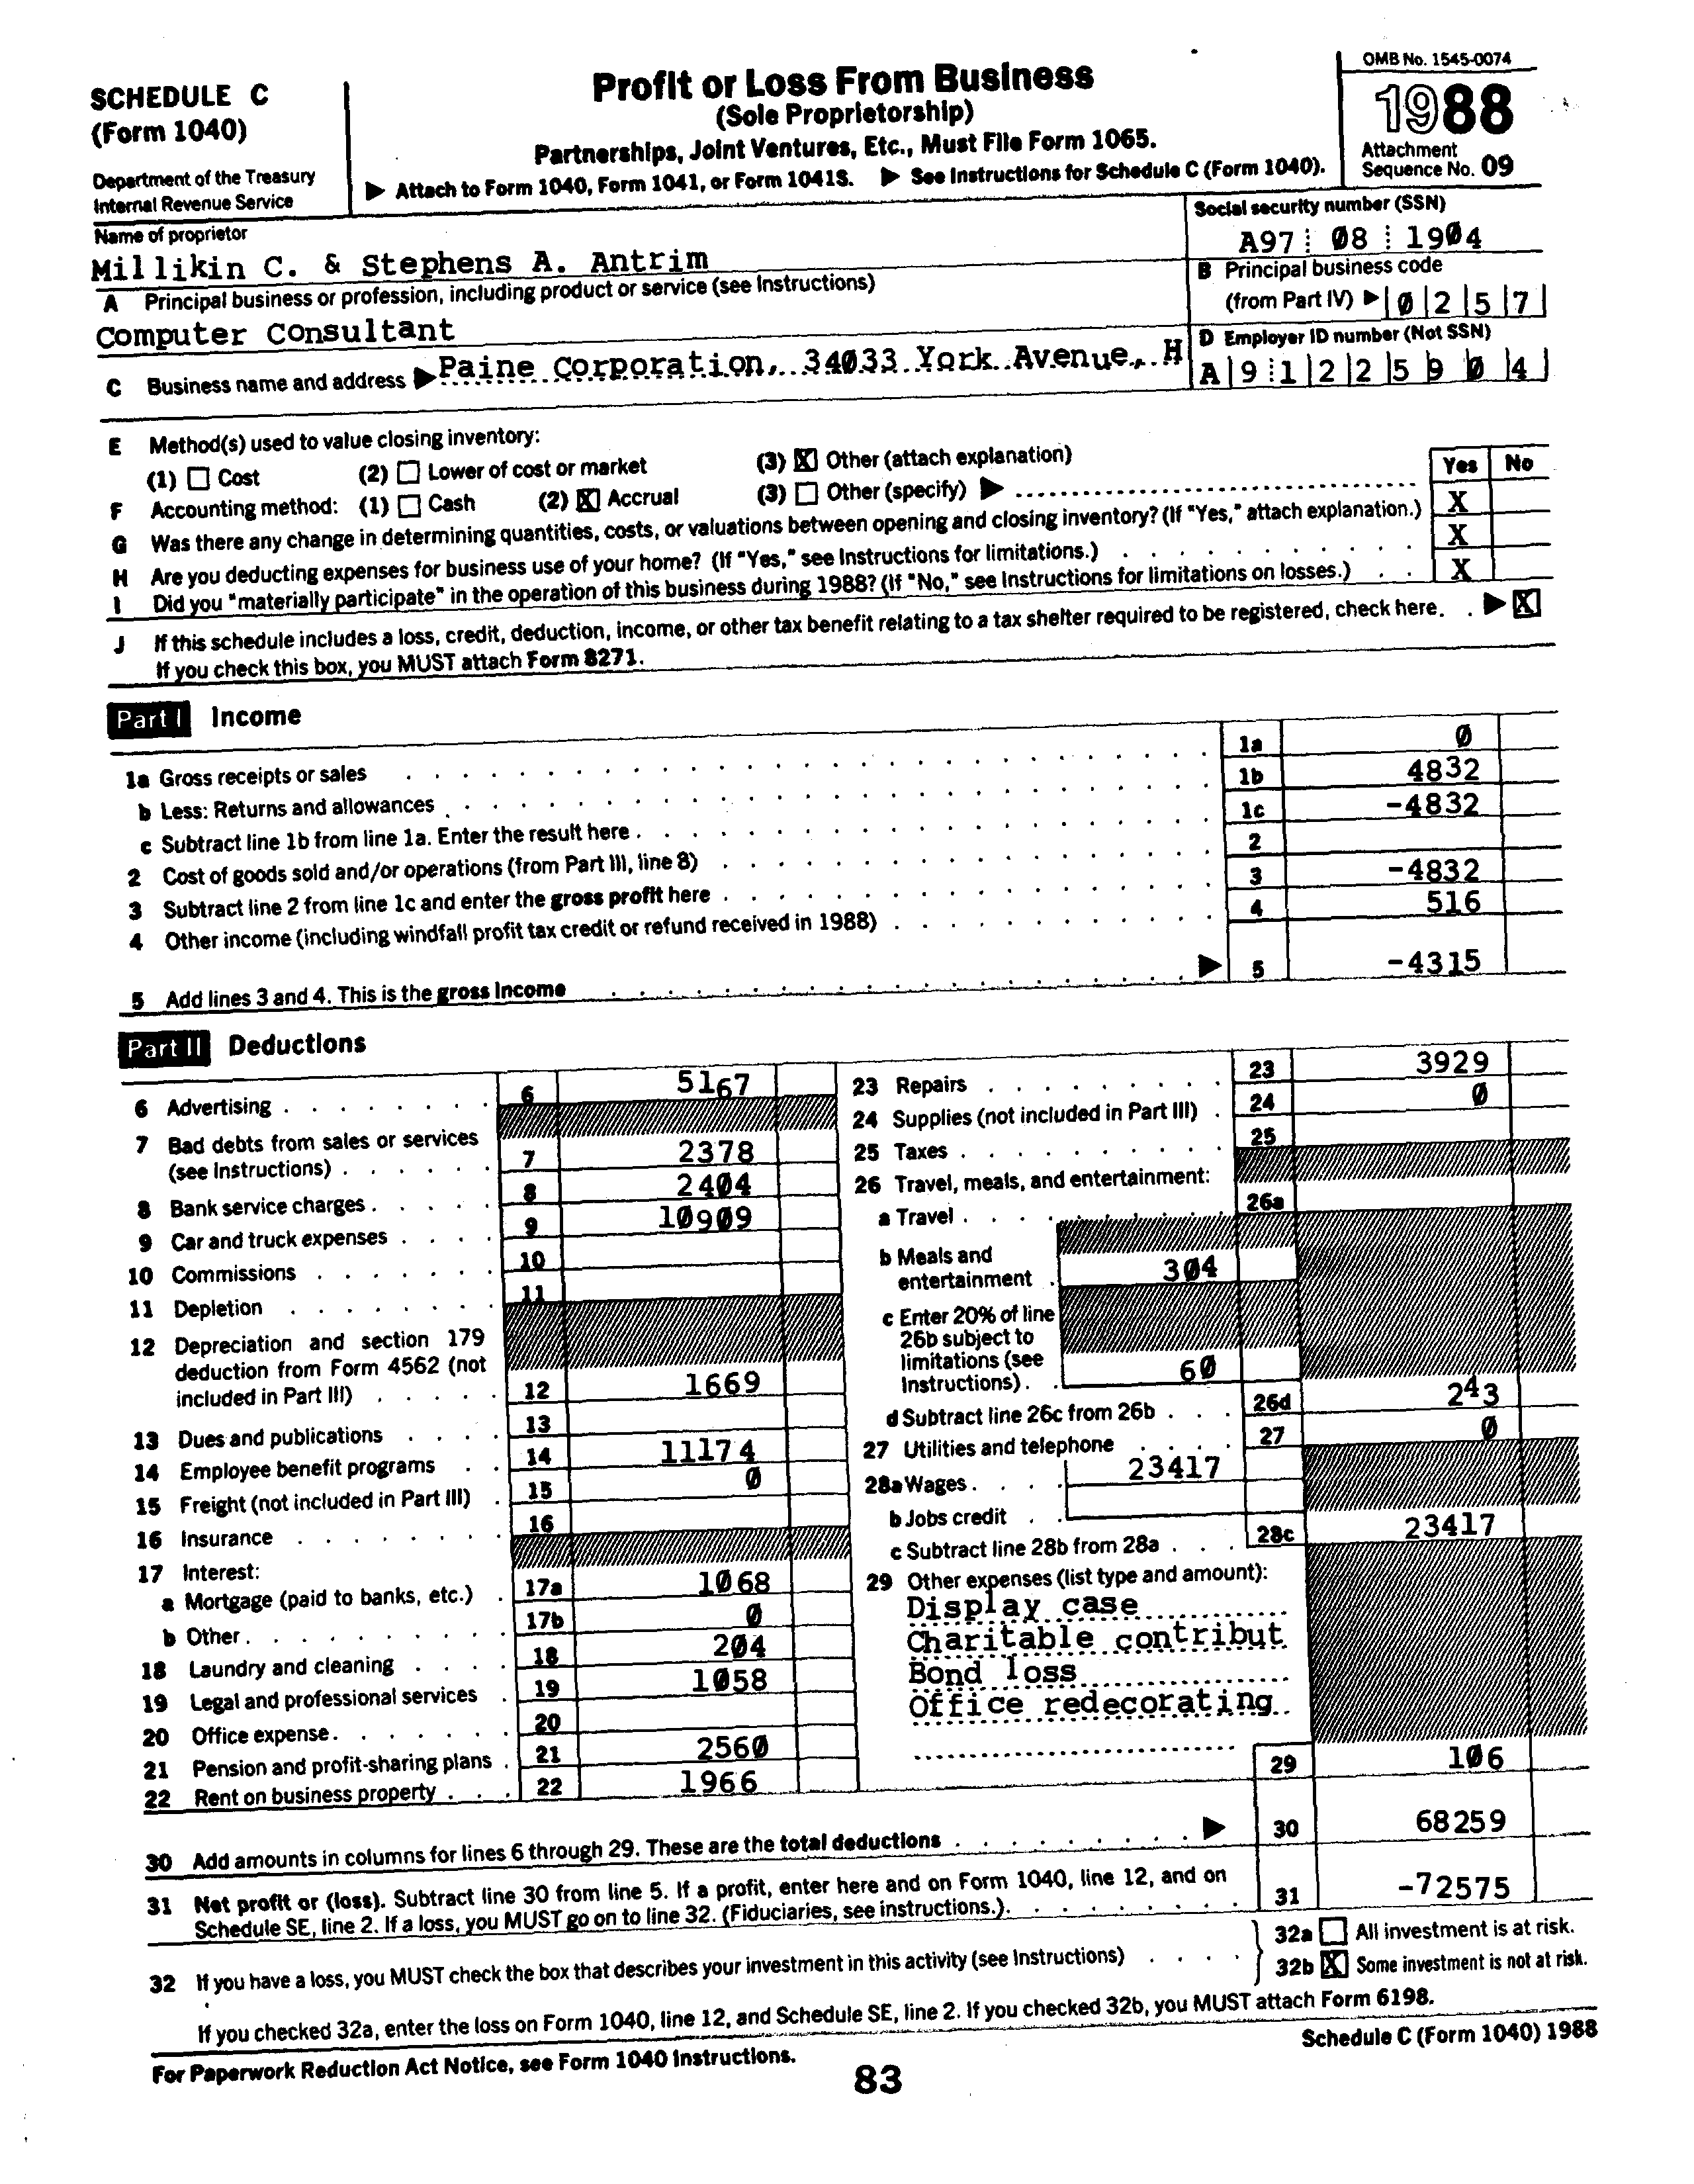 SCHEDULE C
(Form 1040)
Department of the Treasury
Internal Revenue Service
Profit or Loss From Business
(Sole Proprietorship)
Partnerships, Joint Ventures, Etc., Must File Form 1065.
▶ Attach to Form 1040, Form 1041, or Form 1041S. ▶ See Instructions for Schedule C (Form 1040).
OMB No. 1545-0074
1988
Attachment
Sequence No. 09
Name of proprietor
Millikin C. & Stephens A. Antrim
Social security number (SSN)
A97 08 1904
A Principal business or profession, including product or service (see Instructions)
Computer Consultant
B Principal business code
(from Part IV) ▶ 0 2 5 7
C Business name and address ▶ Paine Corporation, 34033 York Avenue, H
D Employer ID number (Not SSN)
A 9 1 2 2 5 9 0 4
E Method(s) used to value closing inventory:
(1) ☐ Cost (2) ☐ Lower of cost or market (3) ☒ Other (attach explanation)
Yes No
F Accounting method: (1) ☐ Cash (2) ☒ Accrual (3) ☐ Other (specify) ▶
G Was there any change in determining quantities, costs, or valuations between opening and closing inventory? (If "Yes," attach explanation.) X
H Are you deducting expenses for business use of your home? (If "Yes," see Instructions for limitations.) X
I Did you "materially participate" in the operation of this business during 1988? (If "No," see Instructions for limitations on losses.) X
J If this schedule includes a loss, credit, deduction, income, or other tax benefit relating to a tax shelter required to be registered, check here. ▶ ☒
If you check this box, you MUST attach Form 8271.
Part I Income
1a Gross receipts or sales 1a 0
b Less: Returns and allowances 1b 4832
c Subtract line 1b from line 1a. Enter the result here 1c -4832
2 Cost of goods sold and/or operations (from Part III, line 8) 2
3 Subtract line 2 from line 1c and enter the gross profit here 3 -4832
4 Other income (including windfall profit tax credit or refund received in 1988) 4 516
5 Add lines 3 and 4. This is the gross income ▶ 5 -4315
Part II Deductions
6 Advertising 6 5167
7 Bad debts from sales or services
(see Instructions) 7 2378
8 Bank service charges 8 2404
9 Car and truck expenses 9 10909
10 Commissions 10
11 Depletion 11
12 Depreciation and section 179
deduction from Form 4562 (not
included in Part III) 12 1669
13 Dues and publications 13
14 Employee benefit programs 14 11174
15 Freight (not included in Part III) 15 0
16 Insurance 16
17 Interest:
a Mortgage (paid to banks, etc.) 17a 1068
b Other 17b 0
18 Laundry and cleaning 18 204
19 Legal and professional services 19 1058
20 Office expense 20
21 Pension and profit-sharing plans 21 2560
22 Rent on business property 22 1966
23 Repairs 23 3929
24 Supplies (not included in Part III) 24 0
25 Taxes 25
26 Travel, meals, and entertainment:
a Travel 26a
b Meals and
entertainment 304
c Enter 20% of line
26b subject to
limitations (see
Instructions) 60
d Subtract line 26c from 26b 26d 243
27 Utilities and telephone 27 0
28a Wages 23417
b Jobs credit
c Subtract line 28b from 28a 28c 23417
29 Other expenses (list type and amount):
Display case
Charitable contribut
Bond loss
Office redecorating
29 106
30 Add amounts in columns for lines 6 through 29. These are the total deductions ▶ 30 68259
31 Net profit or (loss). Subtract line 30 from line 5. If a profit, enter here and on Form 1040, line 12, and on
Schedule SE, line 2. If a loss, you MUST go on to line 32. (Fiduciaries, see instructions.) 31 -72575
32 If you have a loss, you MUST check the box that describes your investment in this activity (see Instructions)
32a ☐ All investment is at risk.
32b ☒ Some investment is not at risk.
If you checked 32a, enter the loss on Form 1040, line 12, and Schedule SE, line 2. If you checked 32b, you MUST attach Form 6198.
For Paperwork Reduction Act Notice, see Form 1040 Instructions.
Schedule C (Form 1040) 1988
83